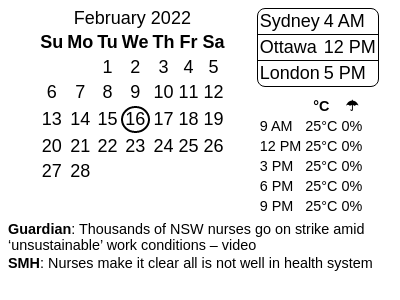 February 2022
Su Mo Tu We Th Fr Sa
1 2 3 4 5
6 7 8 9 10 11 12
13 14 15 16 17 18 19
20 21 22 23 24 25 26
27 28
Sydney 4 AM
Ottawa 12 PM
London 5 PM
°C ☂
9 AM 25°C 0%
12 PM 25°C 0%
3 PM 25°C 0%
6 PM 25°C 0%
9 PM 25°C 0%
Guardian: Thousands of NSW nurses go on strike amid
‘unsustainable’ work conditions – video
SMH: Nurses make it clear all is not well in health system